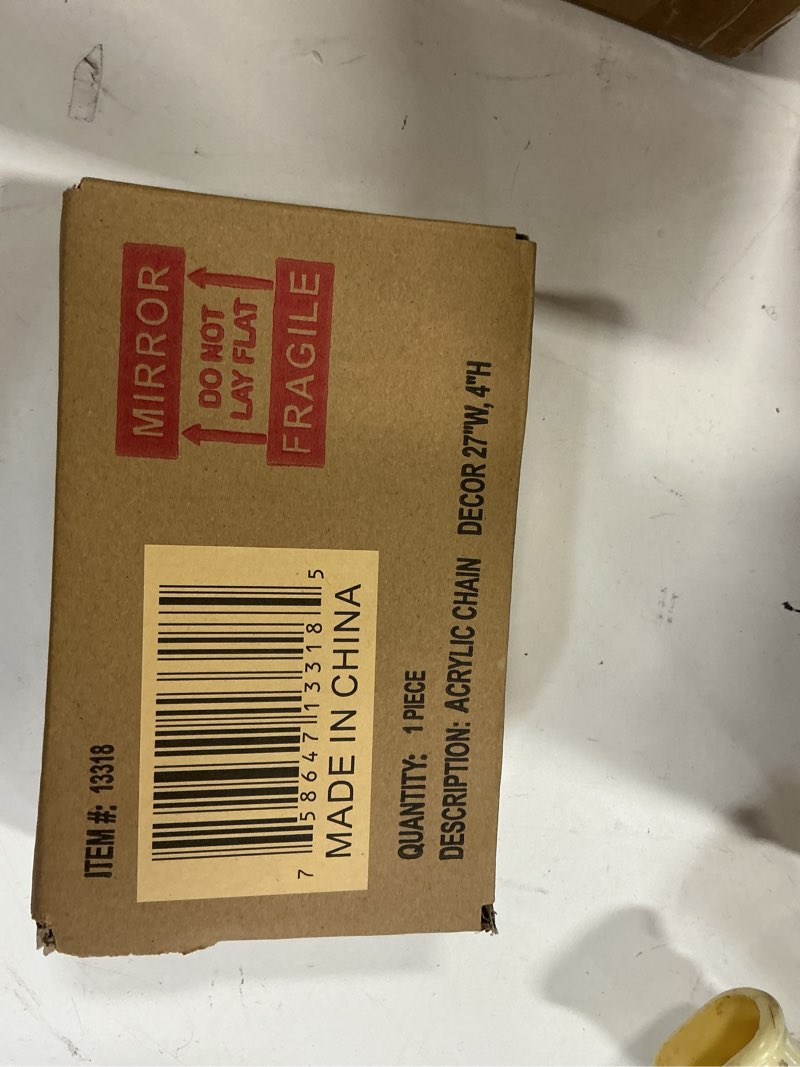 ITEM #: 13318
MIRROR
DO NOT
LAY FLAT
FRAGILE
7 58647 13318 5
MADE IN CHINA
QUANTITY: 1 PIECE
DESCRIPTION: ACRYLIC CHAIN DECOR 27"W, 4"H